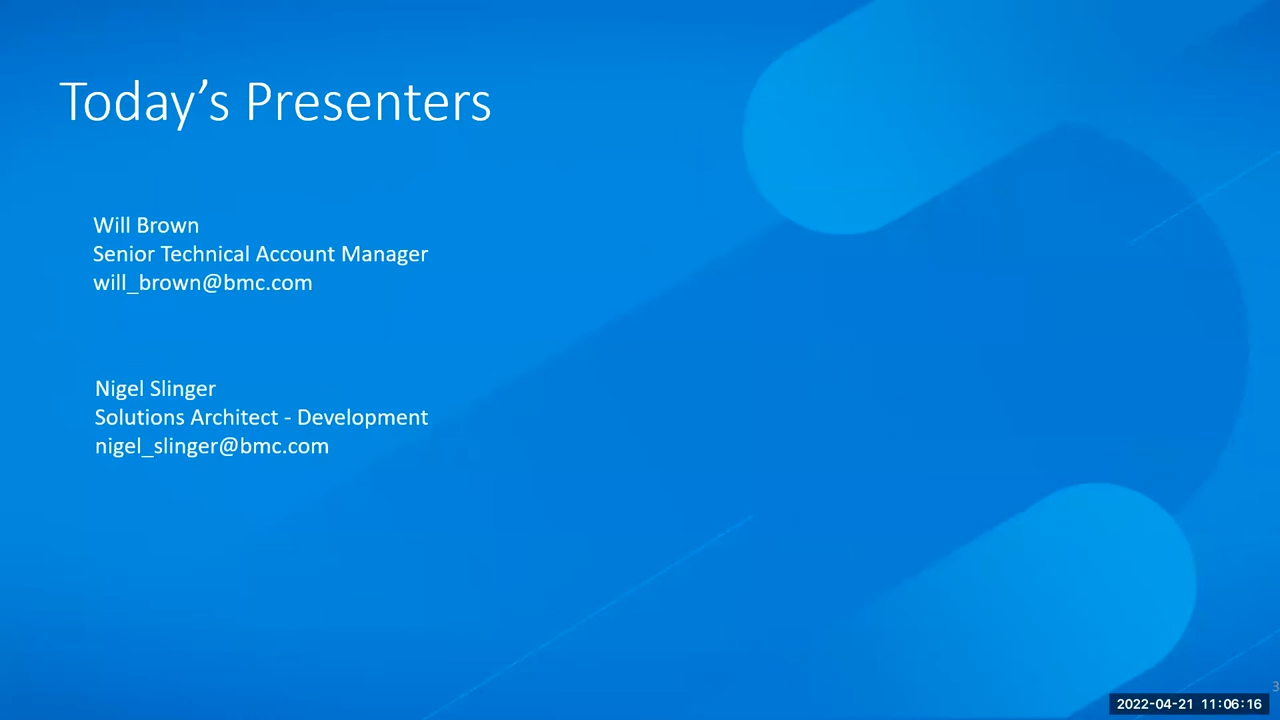 Today’s Presenters
Will Brown
Senior Technical Account Manager
will_brown@bmc.com
Nigel Slinger
Solutions Architect - Development
nigel_slinger@bmc.com
3
2022-04-21 11:06:16